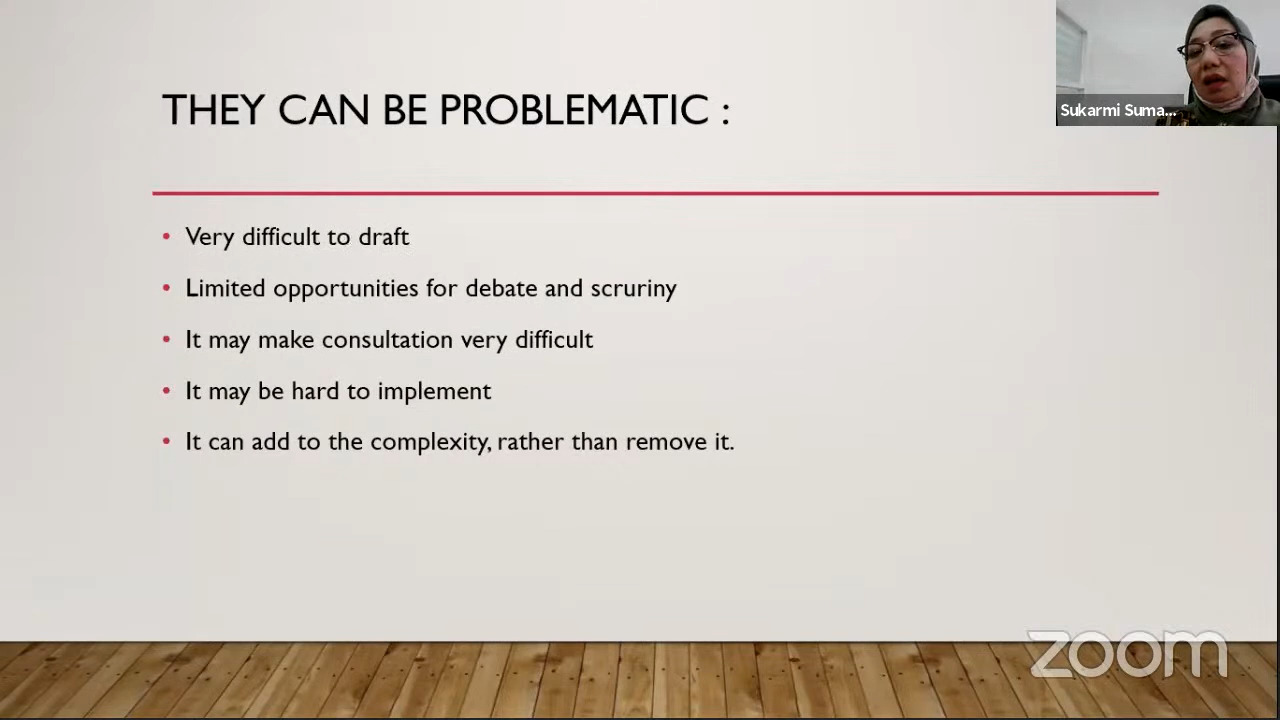 THEY CAN BE PROBLEMATIC :
Sukarmi Suma...
• Very difficult to draft
• Limited opportunities for debate and scruriny
• It may make consultation very difficult
• It may be hard to implement
• It can add to the complexity, rather than remove it.
zoom